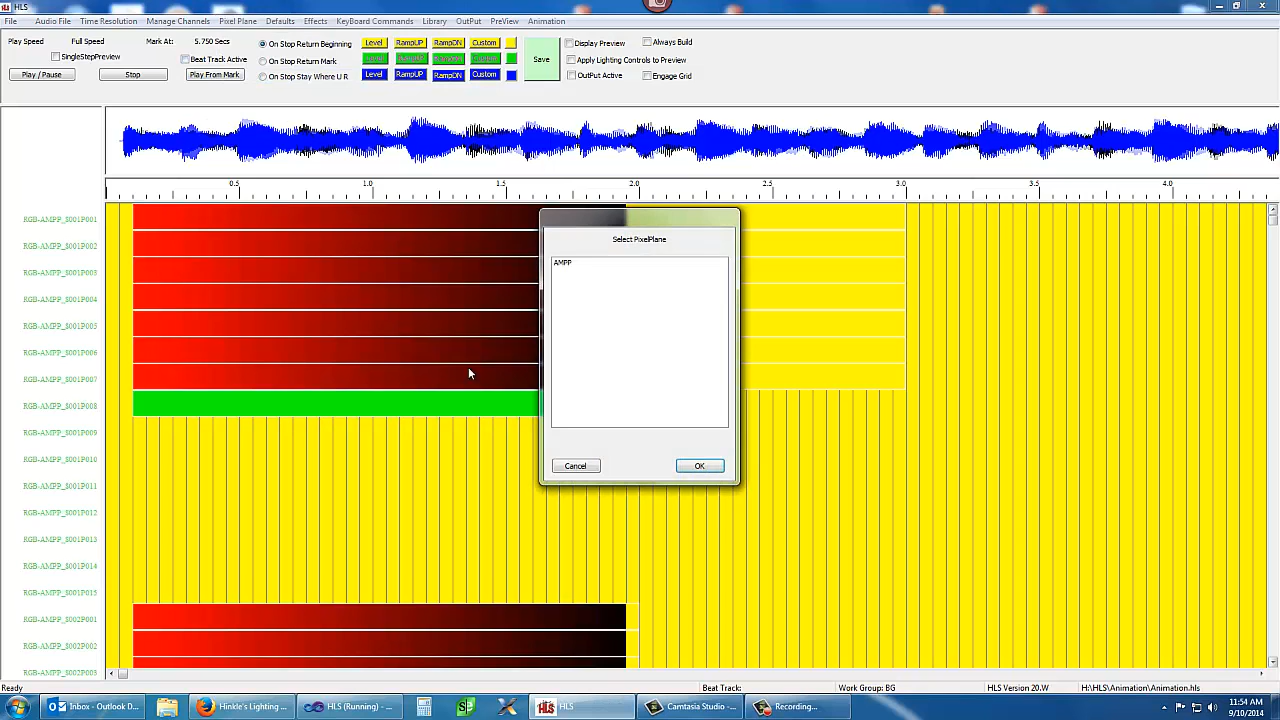 HLS
File Audio File Time Resolution Manage Channels Pixel Plane Defaults Effects KeyBoard Commands Library OutPut PreView Animation
Play Speed Full Speed Mark At: 5.750 Secs On Stop Return Beginning Level RampUP RampDN Custom Save Display Preview Always Build
SingleStepPreview Beat Track Active On Stop Return Mark Apply Lighting Controls to Preview
Play / Pause Stop Play From Mark On Stop Stay Where U R Level RampUP RampDN Custom OutPut Active Engage Grid
0.5 1.0 1.5 2.0 2.5 3.0 3.5 4.0
RGB-AMPP_S001P001
RGB-AMPP_S001P002
RGB-AMPP_S001P003
RGB-AMPP_S001P004
RGB-AMPP_S001P005
RGB-AMPP_S001P006
RGB-AMPP_S001P007
RGB-AMPP_S001P008
RGB-AMPP_S001P009
RGB-AMPP_S001P010
RGB-AMPP_S001P011
RGB-AMPP_S001P012
RGB-AMPP_S001P013
RGB-AMPP_S001P014
RGB-AMPP_S001P015
RGB-AMPP_S002P001
RGB-AMPP_S002P002
RGB-AMPP_S002P003
Select PixelPlane
AMPP
Cancel OK
Ready Beat Track: Work Group: BG HLS Version 20.W H:\HLS\Animation\Animation.hls
Inbox - Outlook D... Hinkle's Lighting ... HLS (Running) - ... HLS Camtasia Studio -... Recording... 11:54 AM
9/10/2014